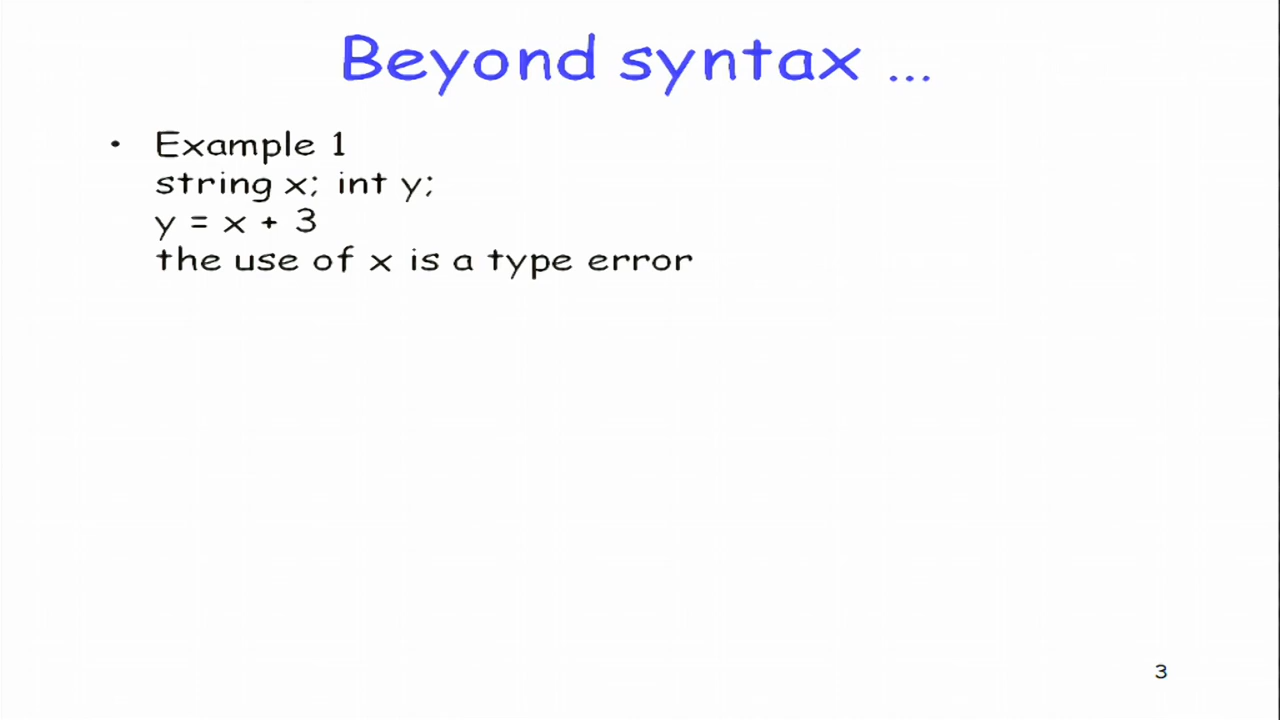 Beyond syntax ...
• Example 1
string x; int y;
y = x + 3
the use of x is a type error
3